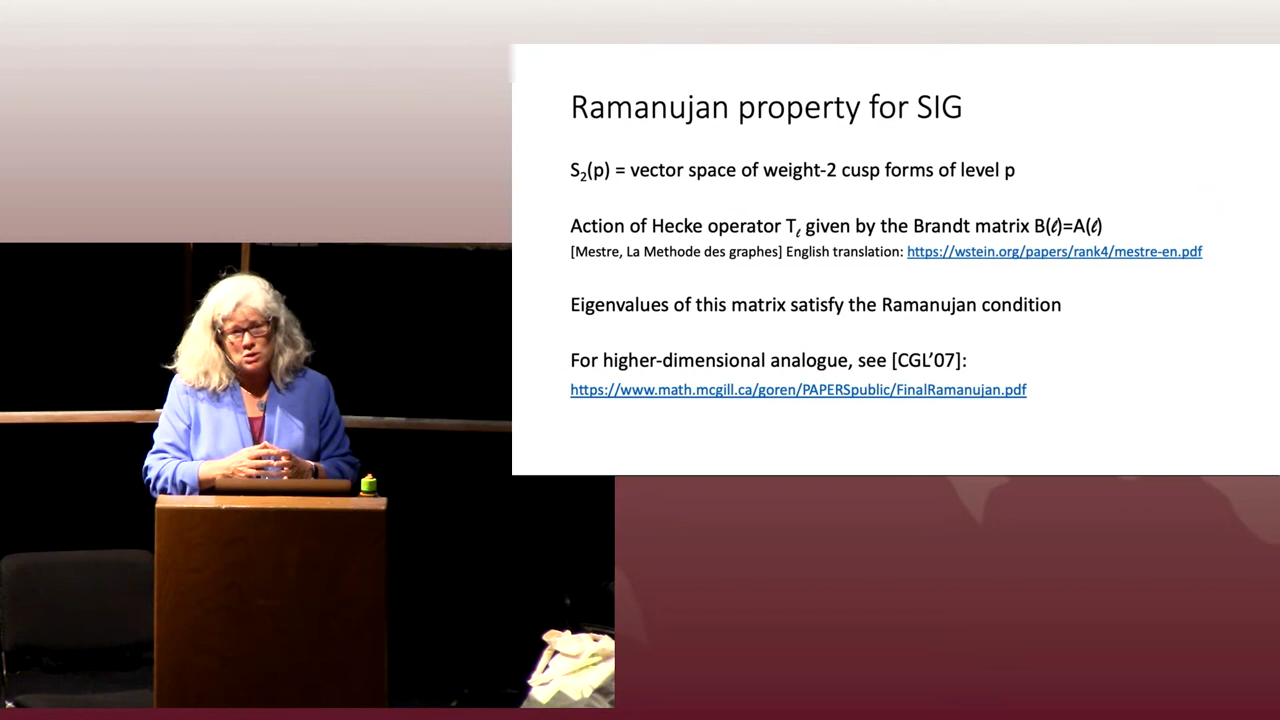 Ramanujan property for SIG
S₂(p) = vector space of weight-2 cusp forms of level p
Action of Hecke operator T_ℓ given by the Brandt matrix B(ℓ)=A(ℓ)
[Mestre, La Methode des graphes] English translation: https://wstein.org/papers/rank4/mestre-en.pdf
Eigenvalues of this matrix satisfy the Ramanujan condition
For higher-dimensional analogue, see [CGL’07]:
https://www.math.mcgill.ca/goren/PAPERSpublic/FinalRamanujan.pdf